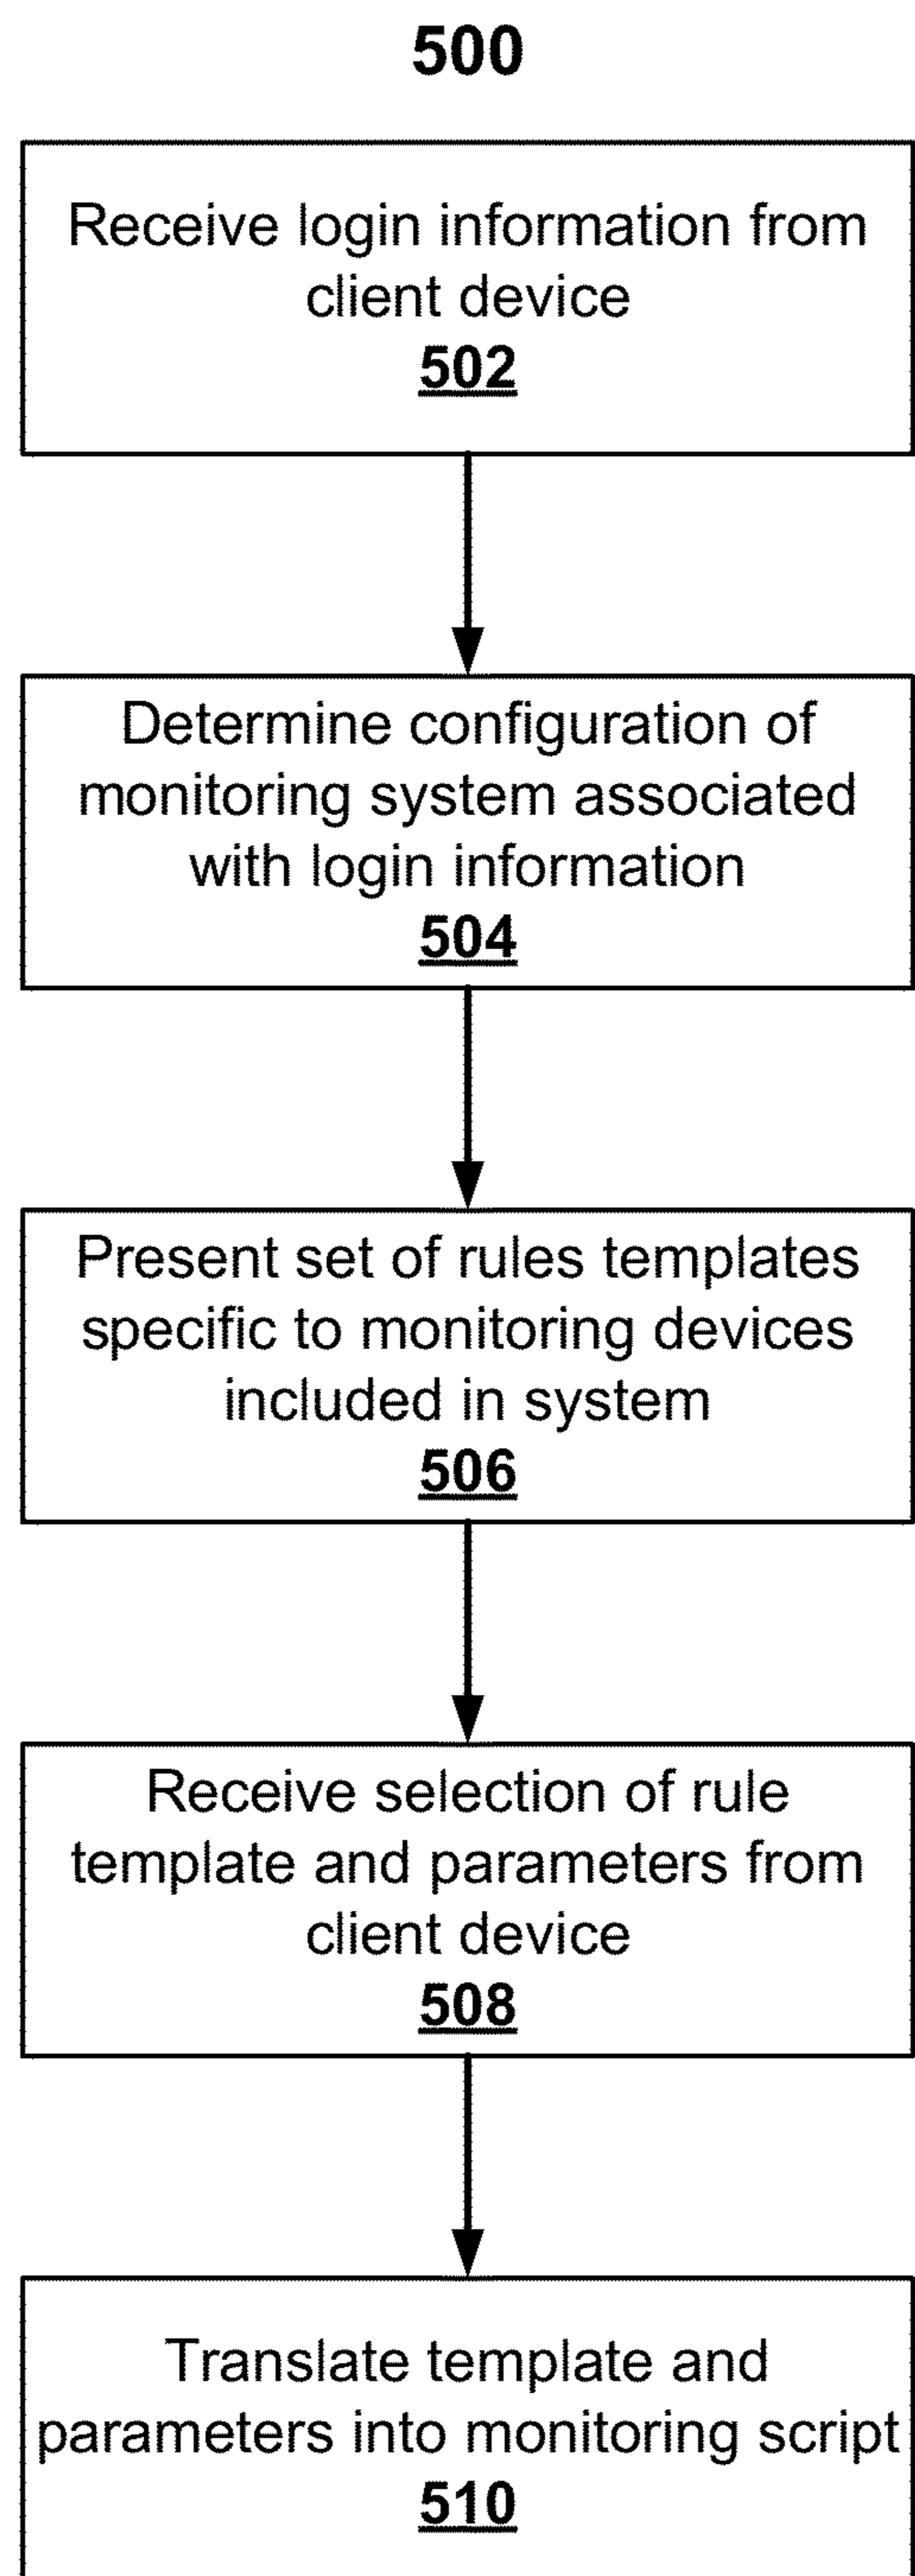 500
Receive login information from
client device
502
Determine configuration of
monitoring system associated
with login information
504
Present set of rules templates
specific to monitoring devices
included in system
506
Receive selection of rule
template and parameters from
client device
508
Translate template and
parameters into monitoring script
510